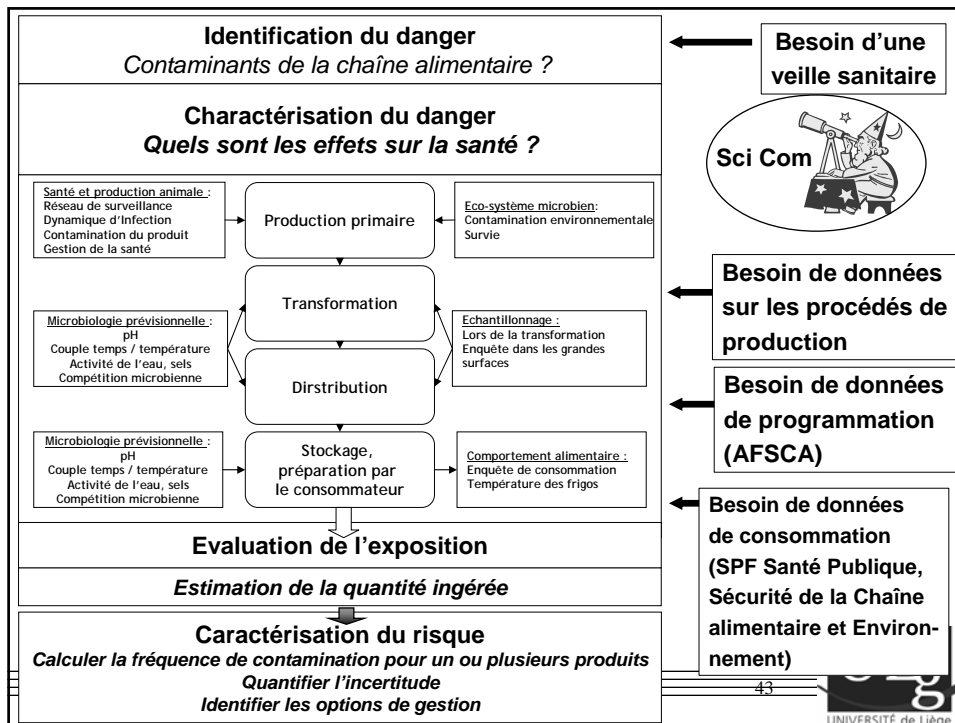 Identification du danger
Contaminants de la chaîne alimentaire ?
Charactérisation du danger
Quels sont les effets sur la santé ?
Santé et production animale :
Réseau de surveillance
Dynamique d'Infection
Contamination du produit
Gestion de la santé
Production primaire
Eco-système microbien:
Contamination environnementale
Survie
Transformation
Microbiologie prévisionnelle :
pH
Couple temps / température
Activité de l'eau, sels
Compétition microbienne
Echantillonnage :
Lors de la transformation
Enquête dans les grandes
surfaces
Dirstribution
Microbiologie prévisionnelle :
pH
Couple temps / température
Activité de l'eau, sels
Compétition microbienne
Stockage,
préparation par
le consommateur
Comportement alimentaire :
Enquête de consommation
Température des frigos
Evaluation de l'exposition
Estimation de la quantité ingérée
Caractérisation du risque
Calculer la fréquence de contamination pour un ou plusieurs produits
Quantifier l'incertitude
Identifier les options de gestion
Besoin d'une
veille sanitaire
Sci Com
Besoin de données
sur les procédés de
production
Besoin de données
de programmation
(AFSCA)
Besoin de données
de consommation
(SPF Santé Publique,
Sécurité de la Chaîne
alimentaire et Environ-
nement)
43
UNIVERSITÉ de Liège